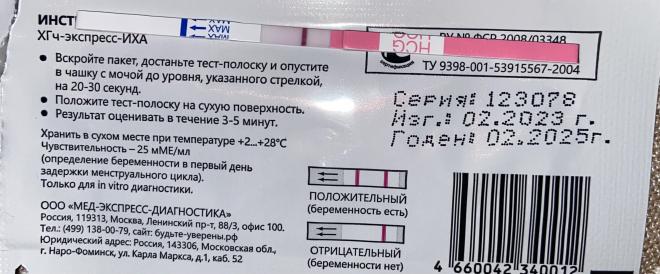 ИНСТ
MAX
MAX
HCG
HCG
РУ № ФСР 2008/03348
ХГч-экспресс-ИХА
сертификация
ТУ 9398-001-53915567-2004
• Вскройте пакет, достаньте тест-полоску и опустите
в чашку с мочой до уровня, указанного стрелкой,
на 20-30 секунд.
• Положите тест-полоску на сухую поверхность.
• Результат оценивать в течение 3-5 минут.
Серия: 123078
Изг.: 02.2023 г.
Годен: 02.2025г.
Хранить в сухом месте при температуре +2...+28°С
Чувствительность – 25 мМЕ/мл
(определение беременности в первый день
задержки менструального цикла).
Только для in vitro диагностики.
ПОЛОЖИТЕЛЬНЫЙ
(беременность есть)
ОТРИЦАТЕЛЬНЫЙ
(беременности нет)
ООО «МЕД-ЭКСПРЕСС-ДИАГНОСТИКА»
Россия, 119313, Москва, Ленинский пр-т, 88/3, офис 100.
Тел.: (499) 138-00-79, сайт: будьте-уверены.рф
Юридический адрес: Россия, 143306, Московская обл.,
г. Наро-Фоминск, ул. Карла Маркса, д.1, каб. 52
4 660042 340012